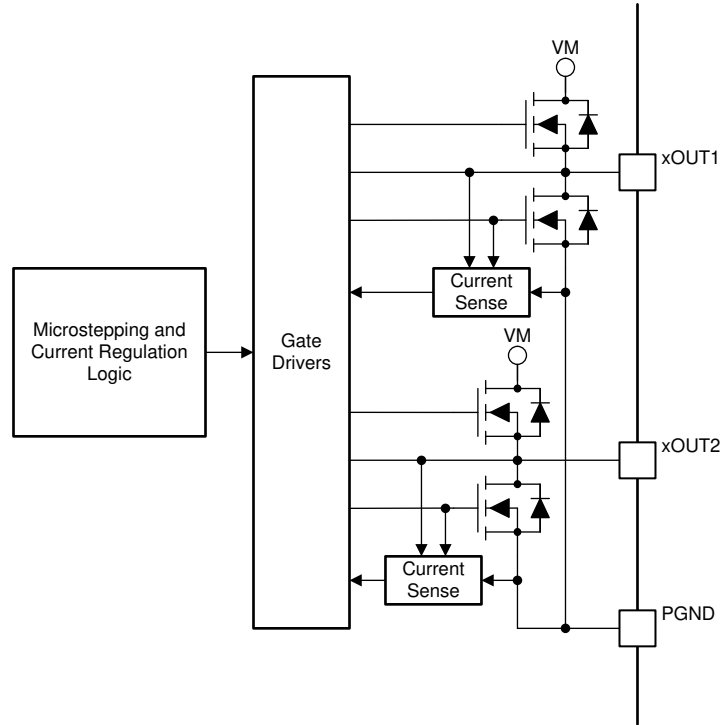 VM
xOUT1
Current
Sense
Microstepping and
Current Regulation
Logic
Gate
Drivers
VM
xOUT2
Current
Sense
PGND